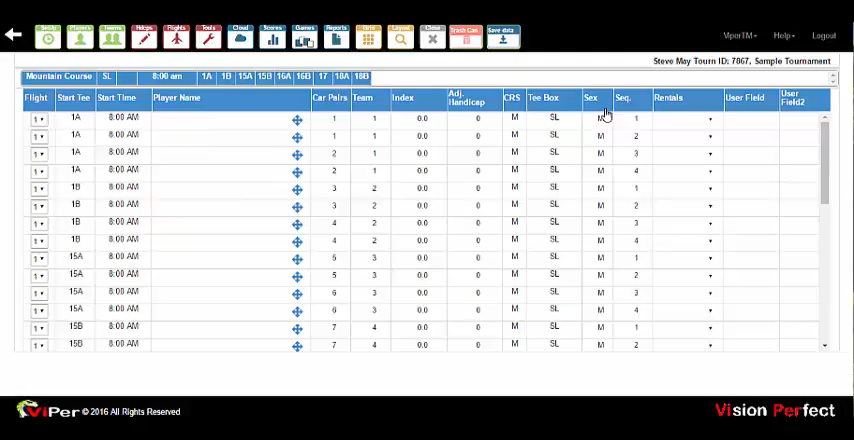 SetUp Players Teams Hdcps Flights Tools Cloud Scores Games Reports Close Trash Can Save data ViperTM Help Logout
Steve May Tourn ID: 7867, Sample Tournament
Mountain Course SL 8:00 am 1A 1B 15A 15B 16A 16B 17 18A 18B
Flight Start Tee Start Time Player Name Car Pairs Team Index Adj. Handicap CRS Tee Box Sex Seq. Rentals User Field User Field2
1 1A 8:00 AM 1 1 0.0 0 M SL M 1
1 1A 8:00 AM 1 1 0.0 0 M SL M 2
1 1A 8:00 AM 2 1 0.0 0 M SL M 3
1 1A 8:00 AM 2 1 0.0 0 M SL M 4
1 1B 8:00 AM 3 2 0.0 0 M SL M 1
1 1B 8:00 AM 3 2 0.0 0 M SL M 2
1 1B 8:00 AM 4 2 0.0 0 M SL M 3
1 1B 8:00 AM 4 2 0.0 0 M SL M 4
1 15A 8:00 AM 5 3 0.0 0 M SL M 1
1 15A 8:00 AM 5 3 0.0 0 M SL M 2
1 15A 8:00 AM 6 3 0.0 0 M SL M 3
1 15A 8:00 AM 6 3 0.0 0 M SL M 4
1 15B 8:00 AM 7 4 0.0 0 M SL M 1
1 15B 8:00 AM 7 4 0.0 0 M SL M 2
ViPer © 2016 All Rights Reserved
Vision Perfect